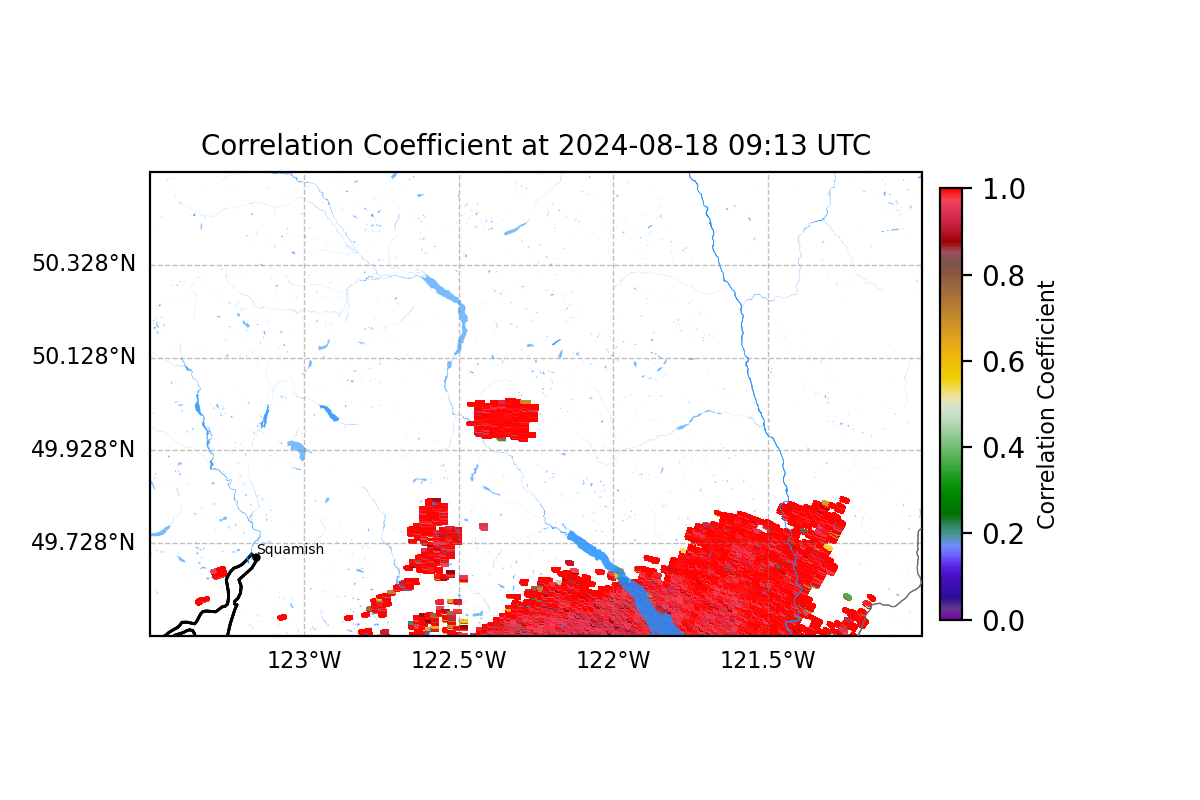 Correlation Coefficient at 2024-08-18 09:13 UTC
1.0
50.328°N
0.8
50.128°N
0.6
49.928°N
0.4
49.728°N
Squamish
0.2
0.0
Correlation Coefficient
123°W
122.5°W
122°W
121.5°W